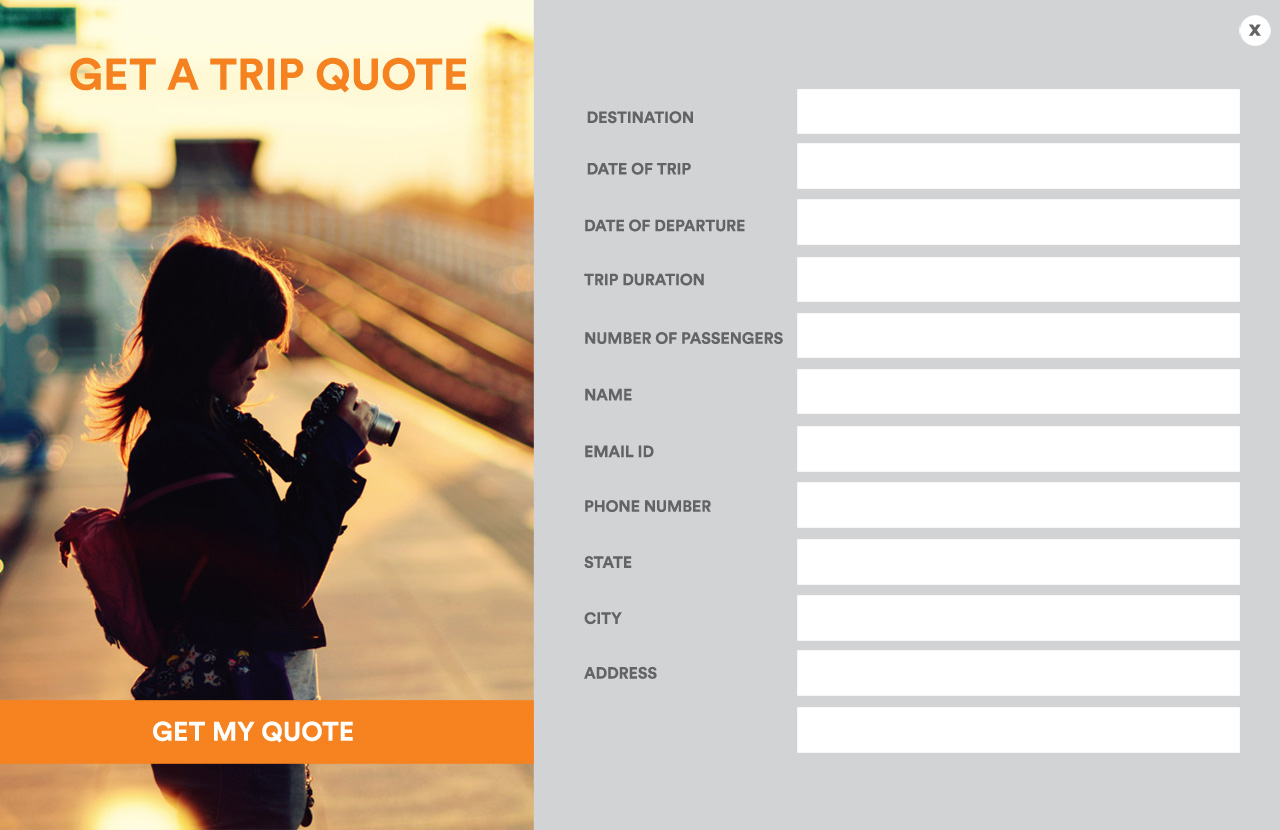 GET A TRIP QUOTE
X
DESTINATION
DATE OF TRIP
DATE OF DEPARTURE
TRIP DURATION
NUMBER OF PASSENGERS
NAME
EMAIL ID
PHONE NUMBER
STATE
CITY
ADDRESS
GET MY QUOTE